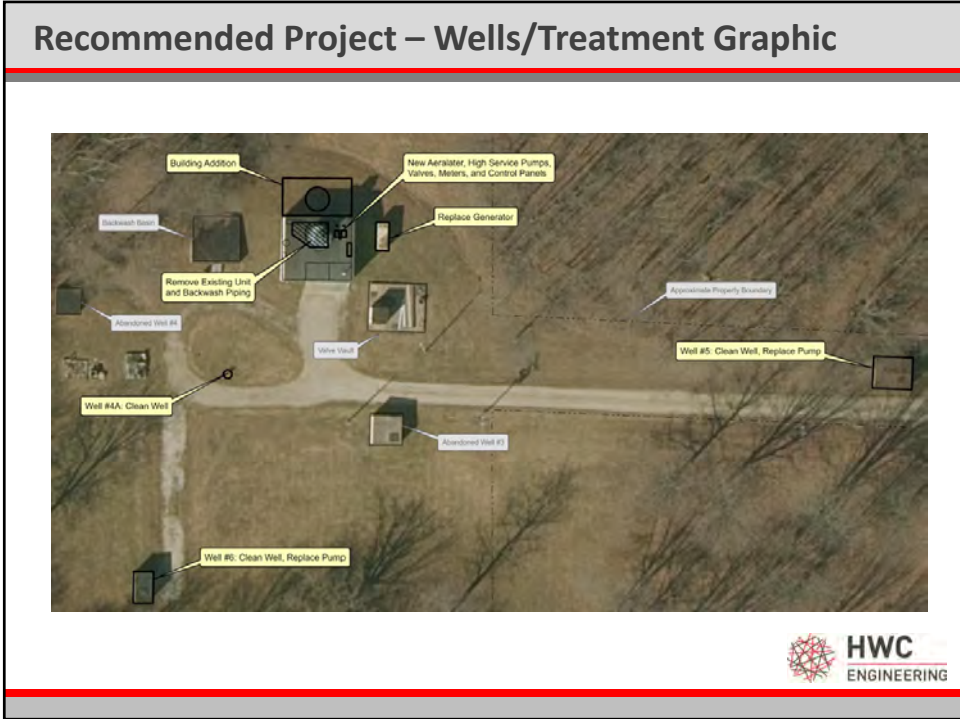 Recommended Project – Wells/Treatment Graphic
Building Addition
New Aeralater, High Service Pumps,
Valves, Meters, and Control Panels
Backwash Basin
Replace Generator
Remove Existing Unit
and Backwash Piping
Approximate Property Boundary
Abandoned Well #4
Valve Vault
Well #5: Clean Well, Replace Pump
Well #4A: Clean Well
Abandoned Well #3
Well #6: Clean Well, Replace Pump
HWC
ENGINEERING